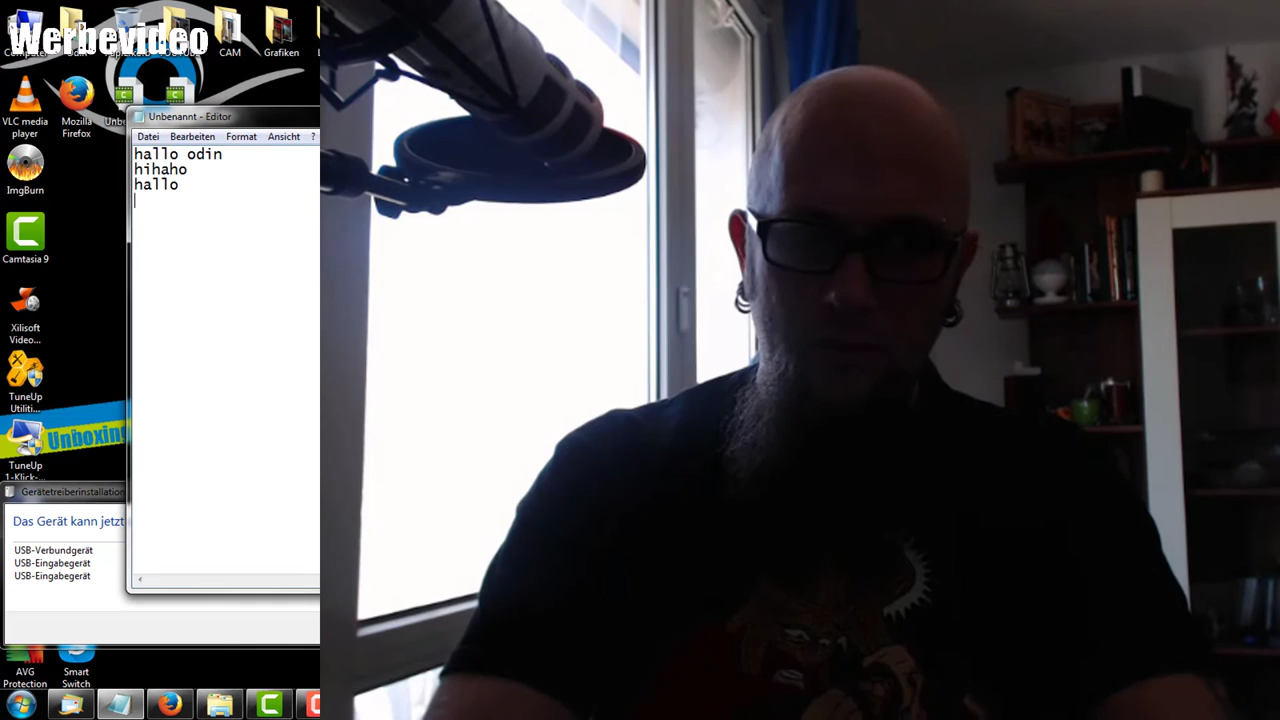 Werbevideo
CAM
Grafiken
VLC media
player
Mozilla
Firefox
ImgBurn
Camtasia 9
Xilisoft
Video...
TuneUp
Utiliti...
TuneUp
1-Klick-...
Unboxing
Unbenannt - Editor
Datei Bearbeiten Format Ansicht ?
hallo odin
hihaho
hallo
Gerätetreiberinstallation
Das Gerät kann jetzt
USB-Verbundgerät
USB-Eingabegerät
USB-Eingabegerät
AVG
Protection
Smart
Switch